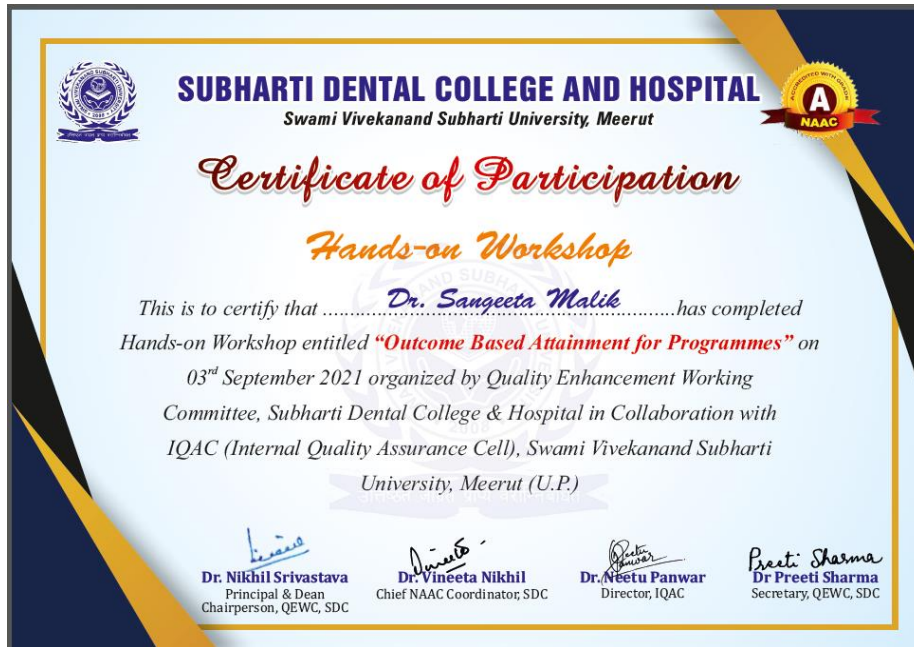 SUBHARTI DENTAL COLLEGE AND HOSPITAL
Swami Vivekanand Subharti University, Meerut
ACCREDITED WITH GRADE
A
NAAC
Certificate of Participation
Hands-on Workshop
This is to certify that ..........Dr. Sangeeta Malik..........has completed
Hands-on Workshop entitled “Outcome Based Attainment for Programmes” on
03rd September 2021 organized by Quality Enhancement Working
Committee, Subharti Dental College & Hospital in Collaboration with
IQAC (Internal Quality Assurance Cell), Swami Vivekanand Subharti
University, Meerut (U.P.)
Preeti Sharma
Dr. Nikhil Srivastava
Principal & Dean
Chairperson, QEWC, SDC
Dr. Vineeta Nikhil
Chief NAAC Coordinator, SDC
Dr. Neetu Panwar
Director, IQAC
Dr Preeti Sharma
Secretary, QEWC, SDC